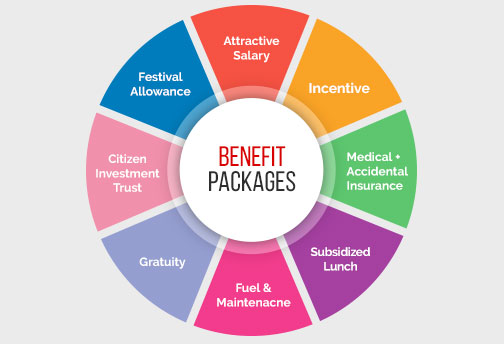 Attractive
Salary
Incentive
Medical +
Accidental
Insurance
Subsidized
Lunch
Fuel &
Maintenacne
Gratuity
Citizen
Investment
Trust
Festival
Allowance
BENEFIT
PACKAGES